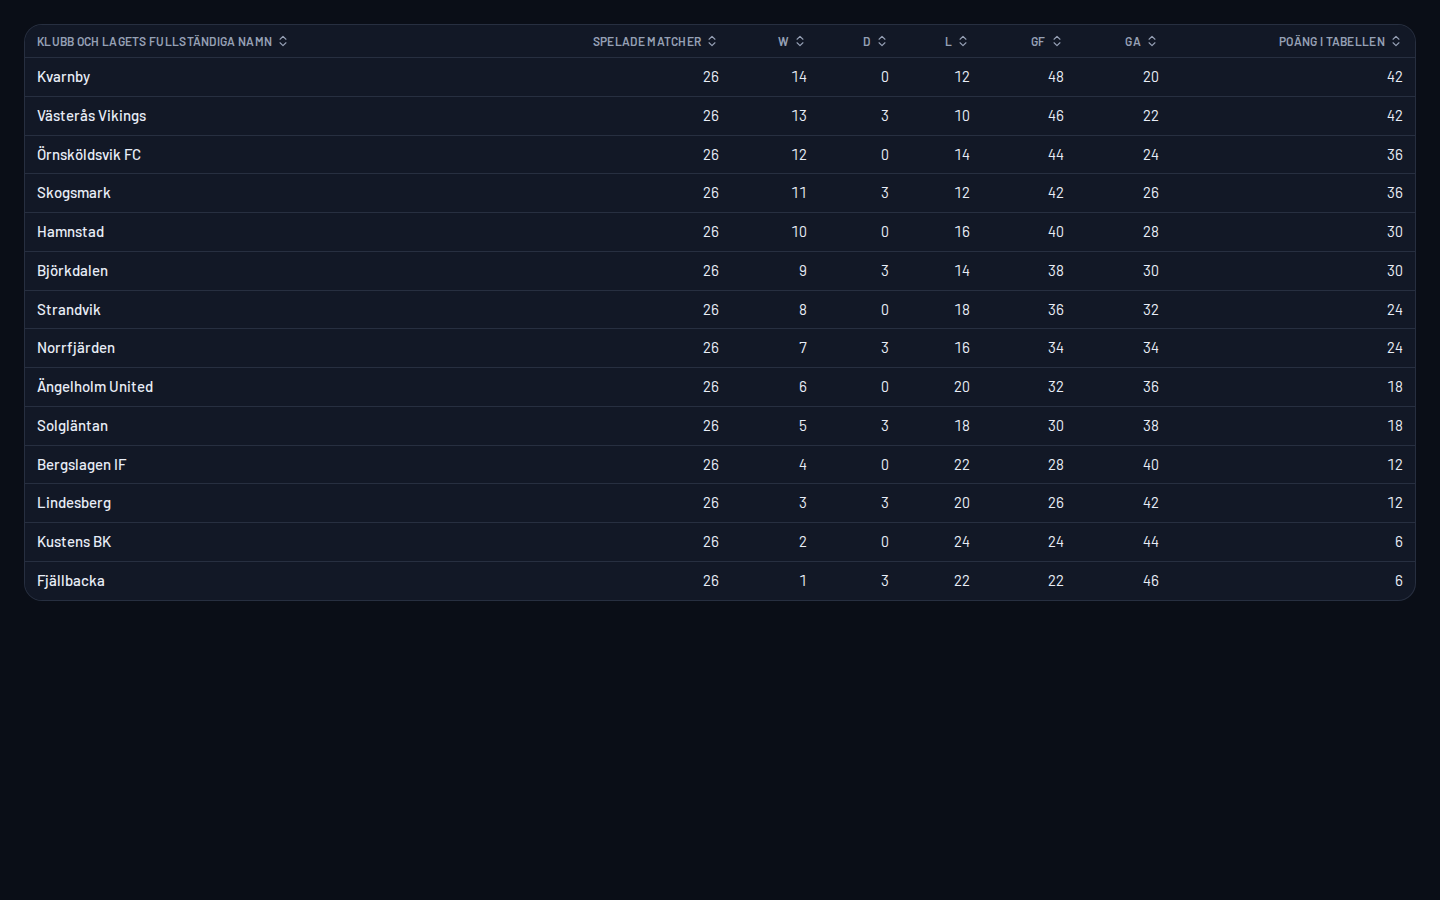 KLUBB OCH LAGETS FULLSTÄNDIGA NAMN SPELADE MATCHER W D L GF GA POÄNG I TABELLEN
Kvarnby 26 14 0 12 48 20 42
Västerås Vikings 26 13 3 10 46 22 42
Örnsköldsvik FC 26 12 0 14 44 24 36
Skogsmark 26 11 3 12 42 26 36
Hamnstad 26 10 0 16 40 28 30
Björkdalen 26 9 3 14 38 30 30
Strandvik 26 8 0 18 36 32 24
Norrfjärden 26 7 3 16 34 34 24
Ängelholm United 26 6 0 20 32 36 18
Solgläntan 26 5 3 18 30 38 18
Bergslagen IF 26 4 0 22 28 40 12
Lindesberg 26 3 3 20 26 42 12
Kustens BK 26 2 0 24 24 44 6
Fjällbacka 26 1 3 22 22 46 6